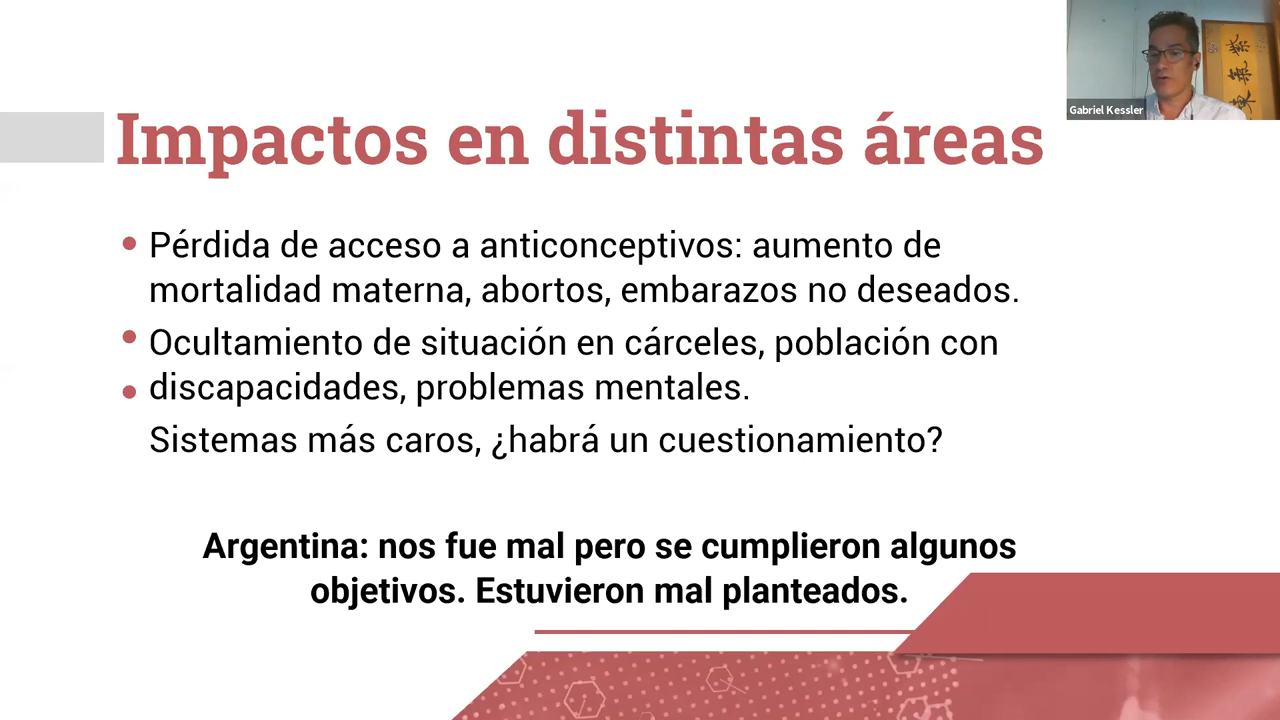 Gabriel Kessler
Impactos en distintas áreas
Pérdida de acceso a anticonceptivos: aumento de
mortalidad materna, abortos, embarazos no deseados.
Ocultamiento de situación en cárceles, población con
discapacidades, problemas mentales.
Sistemas más caros, ¿habrá un cuestionamiento?
Argentina: nos fue mal pero se cumplieron algunos
objetivos. Estuvieron mal planteados.